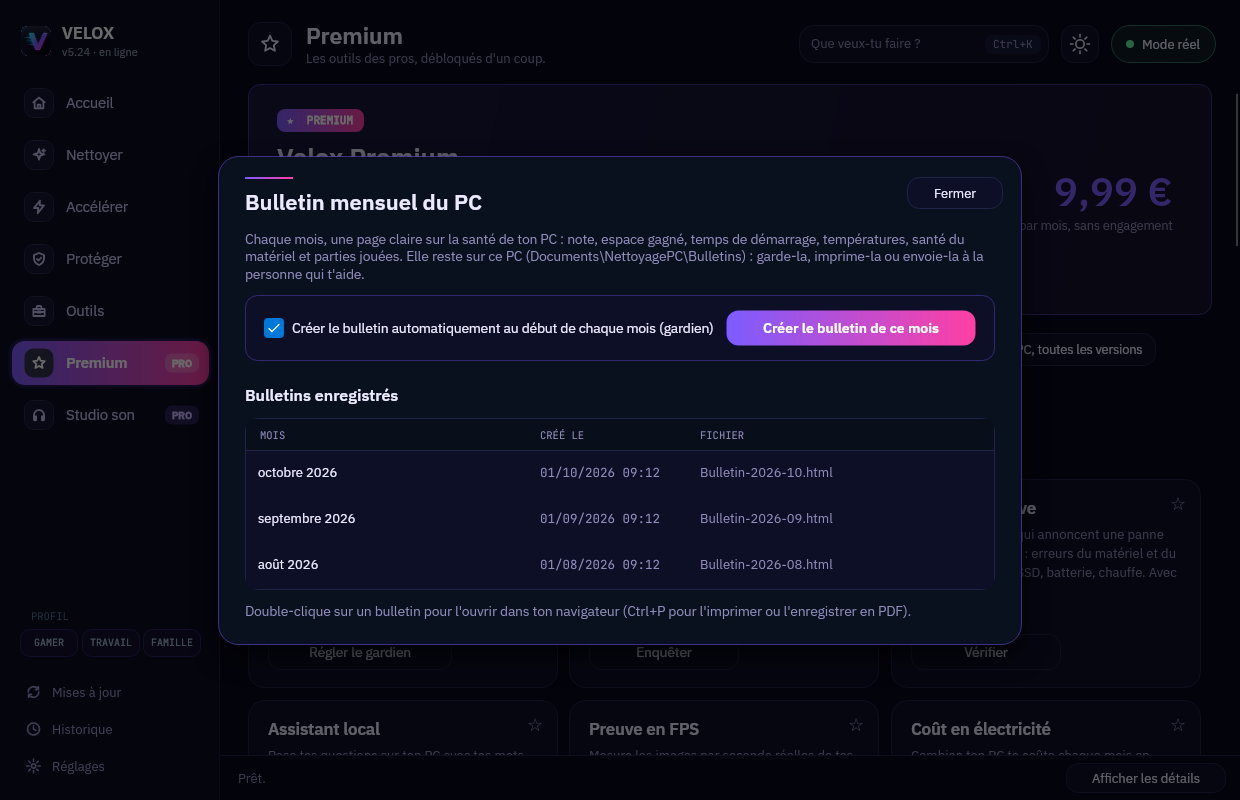 VELOX
v5.24 · en ligne
Accueil
Nettoyer
Accélérer
Protéger
Outils
Premium PRO
Studio son PRO
PROFIL
GAMER TRAVAIL FAMILLE
Mises à jour
Historique
Réglages
Premium
Les outils des pros, débloqués d'un coup.
Que veux-tu faire ? Ctrl+K
Mode réel
★ PREMIUM
Velox Premium
9,99 €
par mois, sans engagement
PC, toutes les versions
Bulletin mensuel du PC
Fermer
Chaque mois, une page claire sur la santé de ton PC : note, espace gagné, temps de démarrage, températures, santé du
matériel et parties jouées. Elle reste sur ce PC (Documents\NettoyagePC\Bulletins) : garde-la, imprime-la ou envoie-la à la
personne qui t'aide.
Créer le bulletin automatiquement au début de chaque mois (gardien)
Créer le bulletin de ce mois
Bulletins enregistrés
MOIS CRÉÉ LE FICHIER
octobre 2026 01/10/2026 09:12 Bulletin-2026-10.html
septembre 2026 01/09/2026 09:12 Bulletin-2026-09.html
août 2026 01/08/2026 09:12 Bulletin-2026-08.html
Double-clique sur un bulletin pour l'ouvrir dans ton navigateur (Ctrl+P pour l'imprimer ou l'enregistrer en PDF).
qui annoncent une panne
: erreurs du matériel et du
SSD, batterie, chauffe. Avec
Régler le gardien
Enquêter
Vérifier
Assistant local
Preuve en FPS
Coût en électricité
Prêt.
Afficher les détails